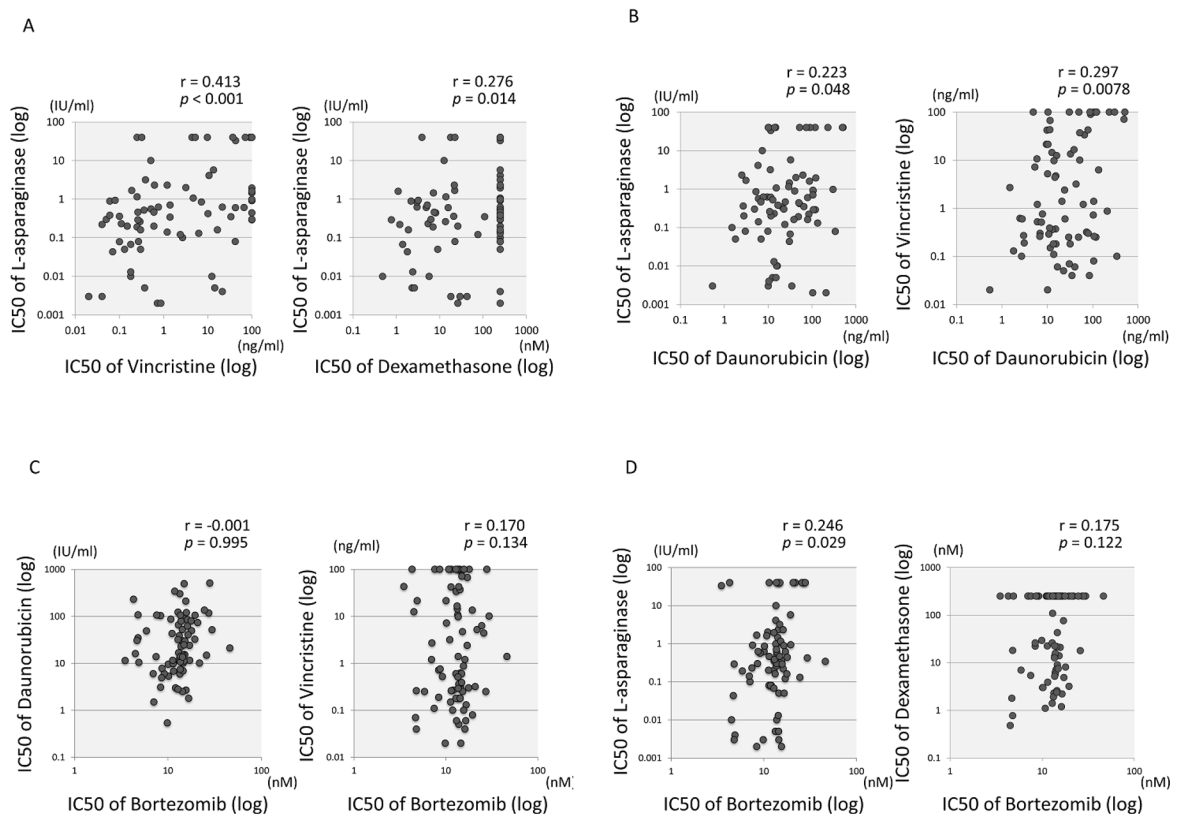 A
r = 0.413
p < 0.001
(IU/ml)
IC50 of L-asparaginase (log)
100
10
1
0.1
0.01
0.001
0.01
0.1
1
10
100
(ng/ml)
IC50 of Vincristine (log)
r = 0.276
p = 0.014
(IU/ml)
IC50 of L-asparaginase (log)
100
10
1
0.1
0.01
0.001
0.1
1
10
100
1000
(nM)
IC50 of Dexamethasone (log)
B
r = 0.223
p = 0.048
(IU/ml)
IC50 of L-asparaginase (log)
100
10
1
0.1
0.01
0.001
0.1
1
10
100
1000
(ng/ml)
IC50 of Daunorubicin (log)
r = 0.297
p = 0.0078
(ng/ml)
IC50 of Vincristine (log)
100
10
1
0.1
0.01
0.1
1
10
100
1000
(ng/ml)
IC50 of Daunorubicin (log)
C
r = -0.001
p = 0.995
(IU/ml)
IC50 of Daunorubicin (log)
1000
100
10
1
0.1
1
10
100
(nM)
IC50 of Bortezomib (log)
r = 0.170
p = 0.134
(ng/ml)
IC50 of Vincristine (log)
100
10
1
0.1
0.01
1
10
100
(nM)
IC50 of Bortezomib (log)
D
r = 0.246
p = 0.029
(IU/ml)
IC50 of L-asparaginase (log)
100
10
1
0.1
0.01
0.001
1
10
100
(nM)
IC50 of Bortezomib (log)
r = 0.175
p = 0.122
(nM)
IC50 of Dexamethasone (log)
1000
100
10
1
0.1
1
10
100
(nM)
IC50 of Bortezomib (log)